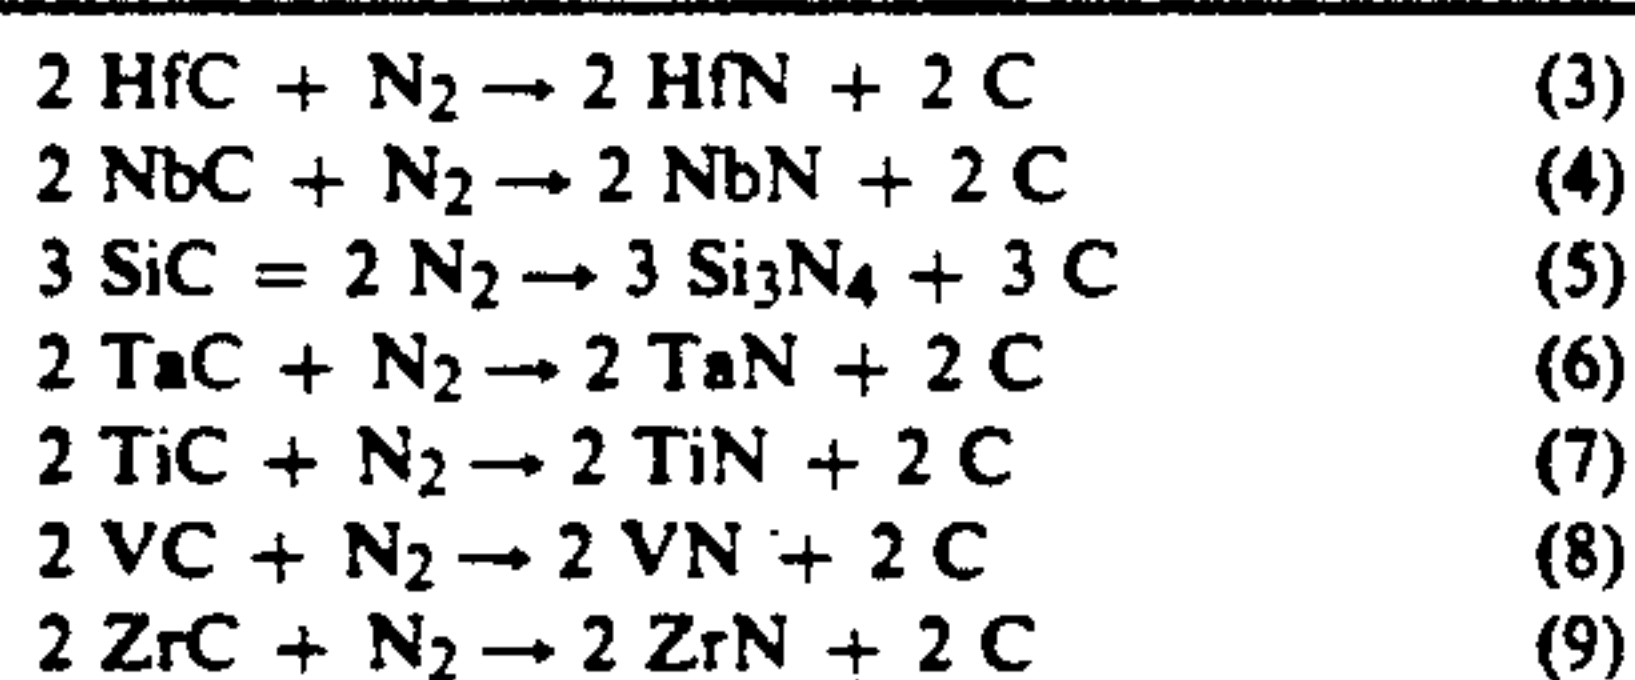 2 HfC + N₂ → 2 HfN + 2 C (3)
2 NbC + N₂ → 2 NbN + 2 C (4)
3 SiC = 2 N₂ → 3 Si₃N₄ + 3 C (5)
2 TaC + N₂ → 2 TaN + 2 C (6)
2 TiC + N₂ → 2 TiN + 2 C (7)
2 VC + N₂ → 2 VN + 2 C (8)
2 ZrC + N₂ → 2 ZrN + 2 C (9)